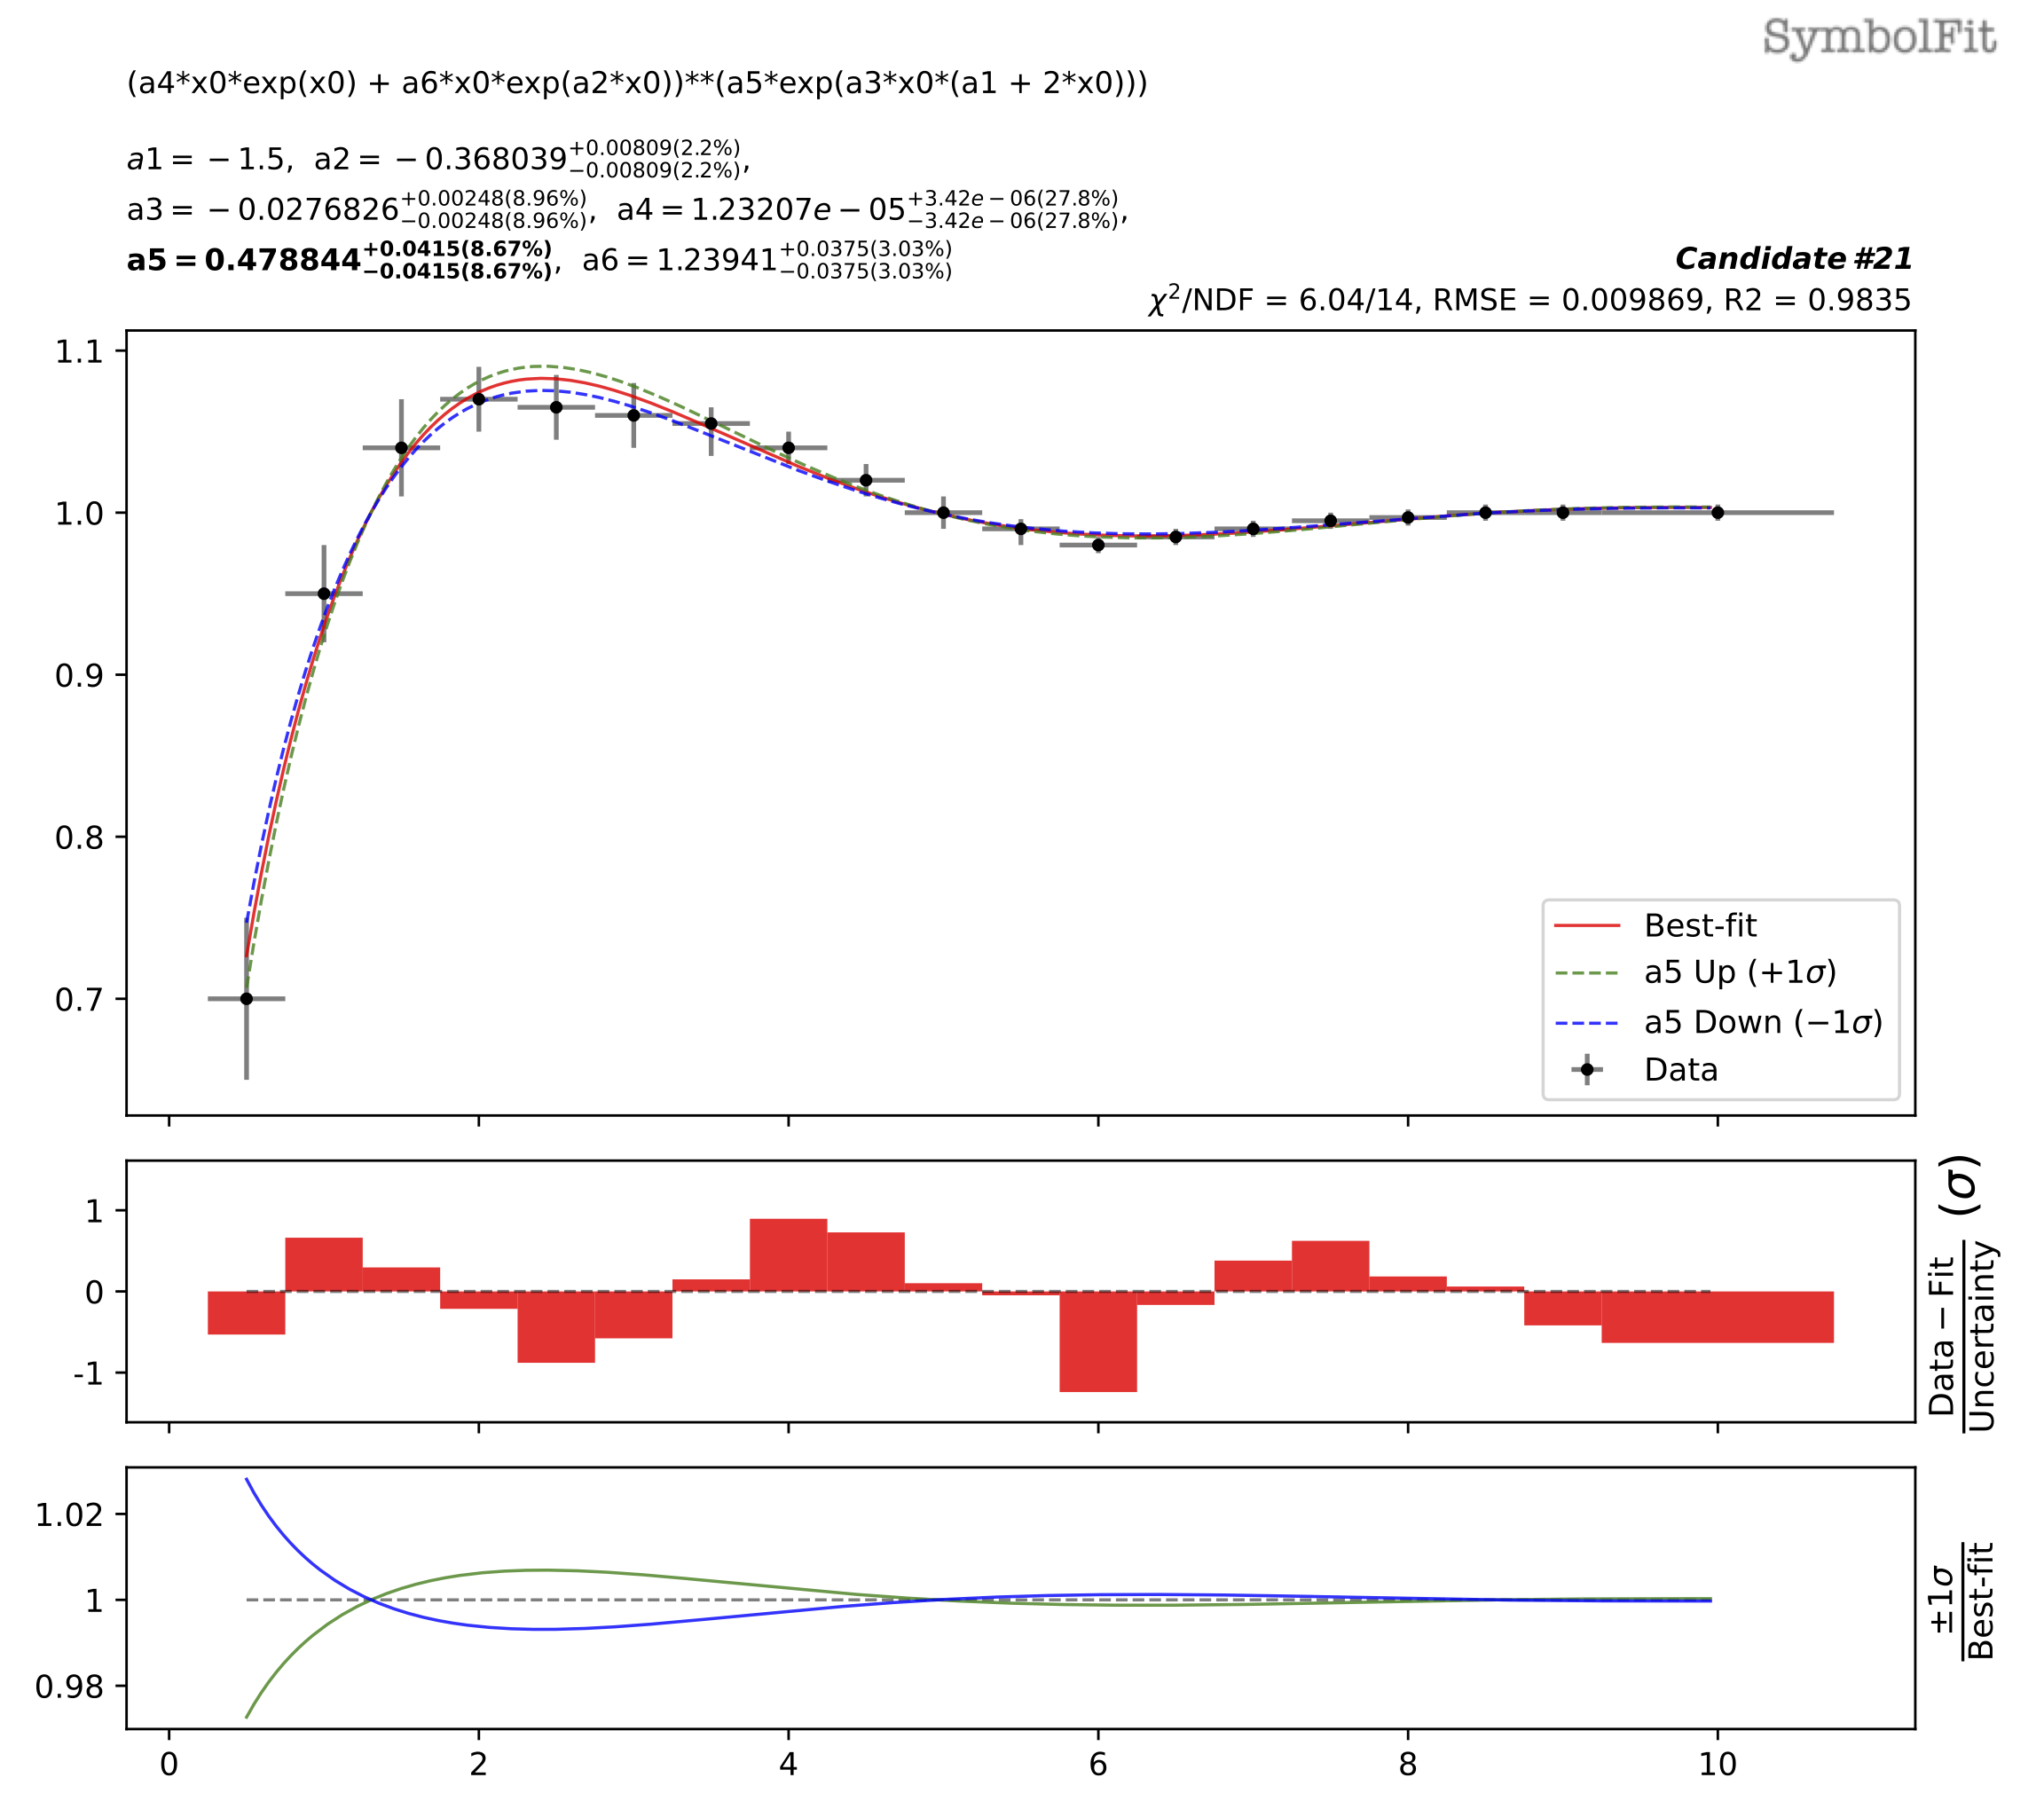 SymbolFit
(a4*x0*exp(x0) + a6*x0*exp(a2*x0))**(a5*exp(a3*x0*(a1 + 2*x0)))
a1 = −1.5, a2 = −0.368039 +0.00809(2.2%) −0.00809(2.2%),
a3 = −0.0276826 +0.00248(8.96%) −0.00248(8.96%), a4 = 1.23207e−05 +3.42e−06(27.8%) −3.42e−06(27.8%),
a5 = 0.478844 +0.0415(8.67%) −0.0415(8.67%), a6 = 1.23941 +0.0375(3.03%) −0.0375(3.03%)
Candidate #21
χ²/NDF = 6.04/14, RMSE = 0.009869, R2 = 0.9835
1.1
1.0
0.9
0.8
0.7
Best-fit
a5 Up (+1σ)
a5 Down (−1σ)
Data
1
0
-1
Data − Fit
Uncertainty
(σ)
1.02
1
0.98
±1σ
Best-fit
0 2 4 6 8 10